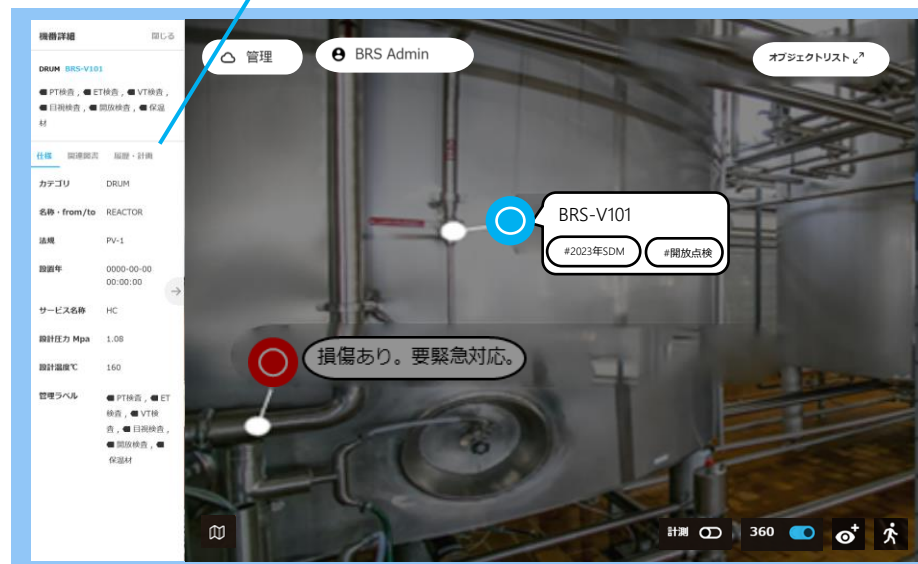 機番詳細
閉じる
DRUM BRS-V101
PT検査 , ET検査 , VT検査 ,
目視検査 , 開放検査 , 保温
材
仕様 関連図書 履歴・計画
カテゴリ DRUM
名称・from/to REACTOR
法規 PV-1
設置年 0000-00-00
00:00:00
サービス名称 HC
設計圧力 Mpa 1.08
設計温度℃ 160
管理ラベル PT検査 , ET
検査 , VT検
査 , 目視検査 ,
開放検査 ,
保温材
管理
BRS Admin
オブジェクトリスト
BRS-V101
#2023年SDM
#開放点検
損傷あり。要緊急対応。
計測
360